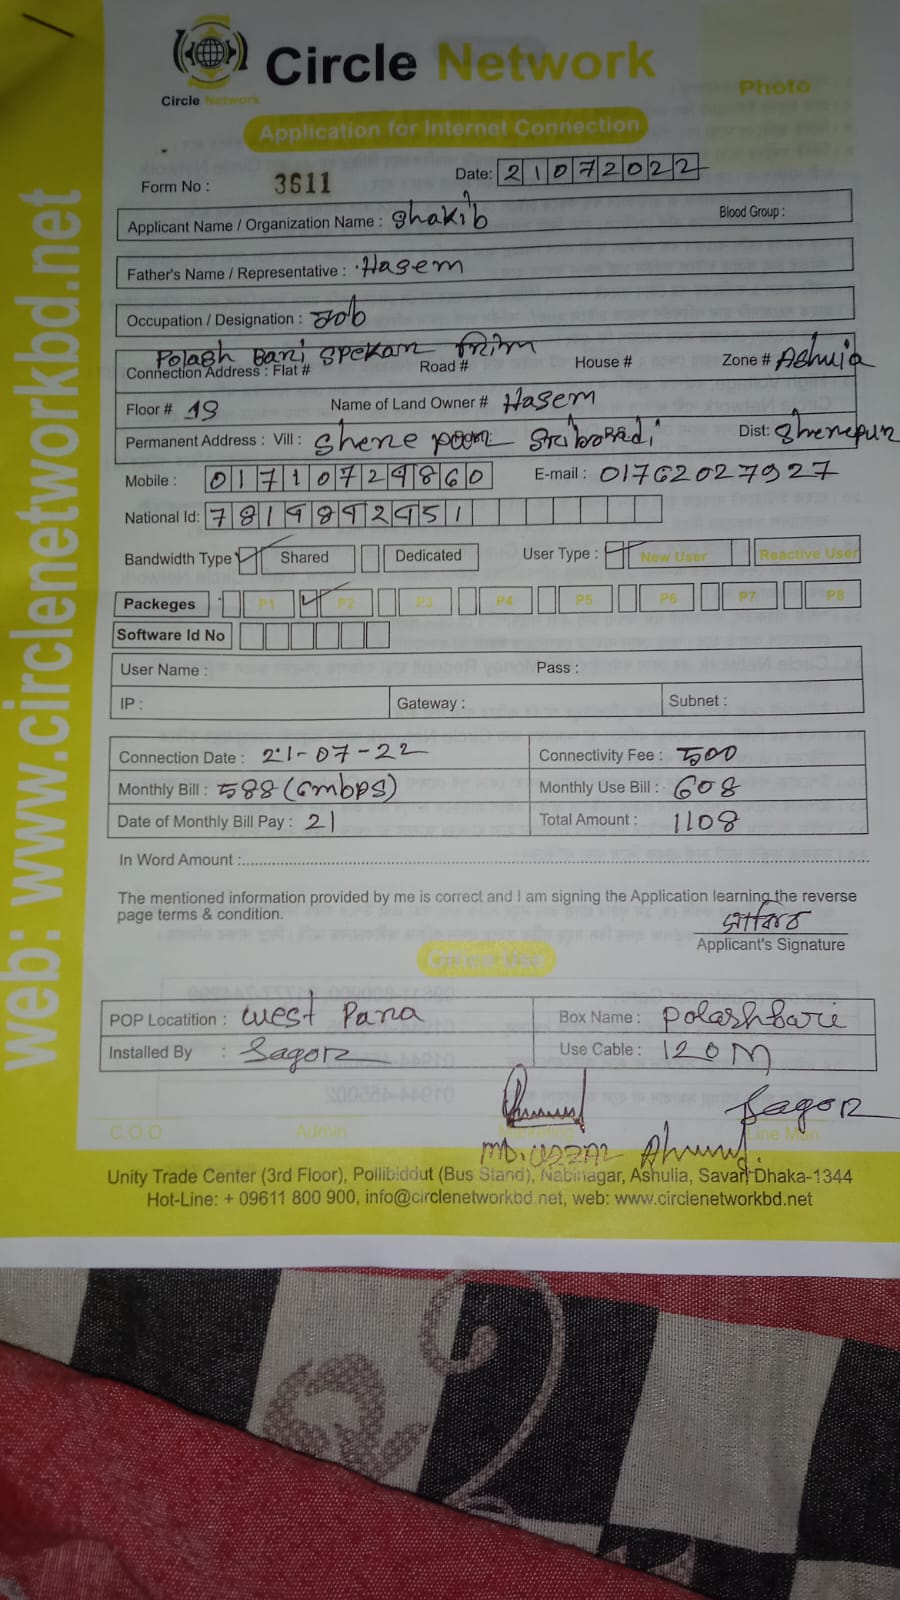 Circle Network
Circle Network
Photo
Application for Internet Connection
Form No : 3611 Date: 21072022
Applicant Name / Organization Name : Shakib Blood Group :
Father's Name / Representative : Hasem
Occupation / Designation : Job
Polash Bari
Connection Address : Flat # Road # House # Zone # Ashulia
Floor # 19 Name of Land Owner # Hasem
Permanent Address : Vill : Dist:
Mobile : 01710729860 E-mail : 01762027927
National Id:
Bandwidth Type Shared Dedicated User Type : New User Reactive User
Packeges P1 P2 P3 P4 P5 P6 P7 P8
Software Id No
User Name : Pass :
IP : Gateway : Subnet :
Connection Date : 21-07-22 Connectivity Fee : 500
Monthly Bill : 588 (6mbps) Monthly Use Bill : 608
Date of Monthly Bill Pay : 21 Total Amount : 1108
In Word Amount :
The mentioned information provided by me is correct and I am signing the Application learning the reverse
page terms & condition.
Applicant's Signature
POP Locatition : West Para Box Name : Polashbari
Installed By : Sagor Use Cable : 120M
Sagor
C.O.O Admin Marketing Line Man
Unity Trade Center (3rd Floor), Pollibiddut (Bus Stand), Nabinagar, Ashulia, Savar, Dhaka-1344
Hot-Line: + 09611 800 900, info@circlenetworkbd.net, web: www.circlenetworkbd.net
web: www.circlenetworkbd.net